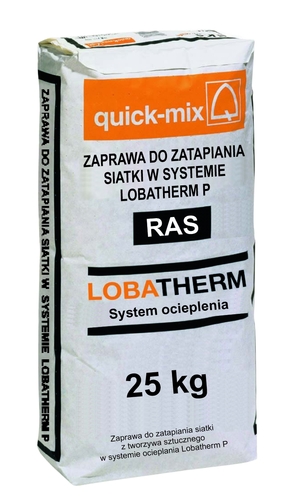 quick-mix
ZAPRAWA DO ZATAPIANIA
SIATKI W SYSTEMIE
LOBATHERM P
RAS
LOBATHERM
System ocieplenia
25 kg
Zaprawa do zatapiania siatki
z tworzywa sztucznego
w systemie ocieplania Lobatherm P
ZAPRAWA DO ZATAPIANIA
SIATKI W SYSTEMIE
LOBATHERM P